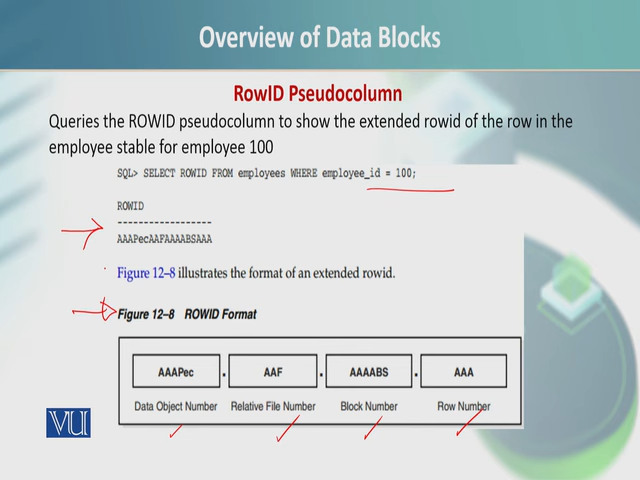 Overview of Data Blocks
RowID Pseudocolumn
Queries the ROWID pseudocolumn to show the extended rowid of the row in the
employee stable for employee 100
SQL> SELECT ROWID FROM employees WHERE employee_id = 100;
ROWID
------------------
AAAPecAAFAAAABSAAA
Figure 12–8 illustrates the format of an extended rowid.
Figure 12–8 ROWID Format
AAAPec . AAF . AAAABS . AAA
Data Object Number Relative File Number Block Number Row Number
VU